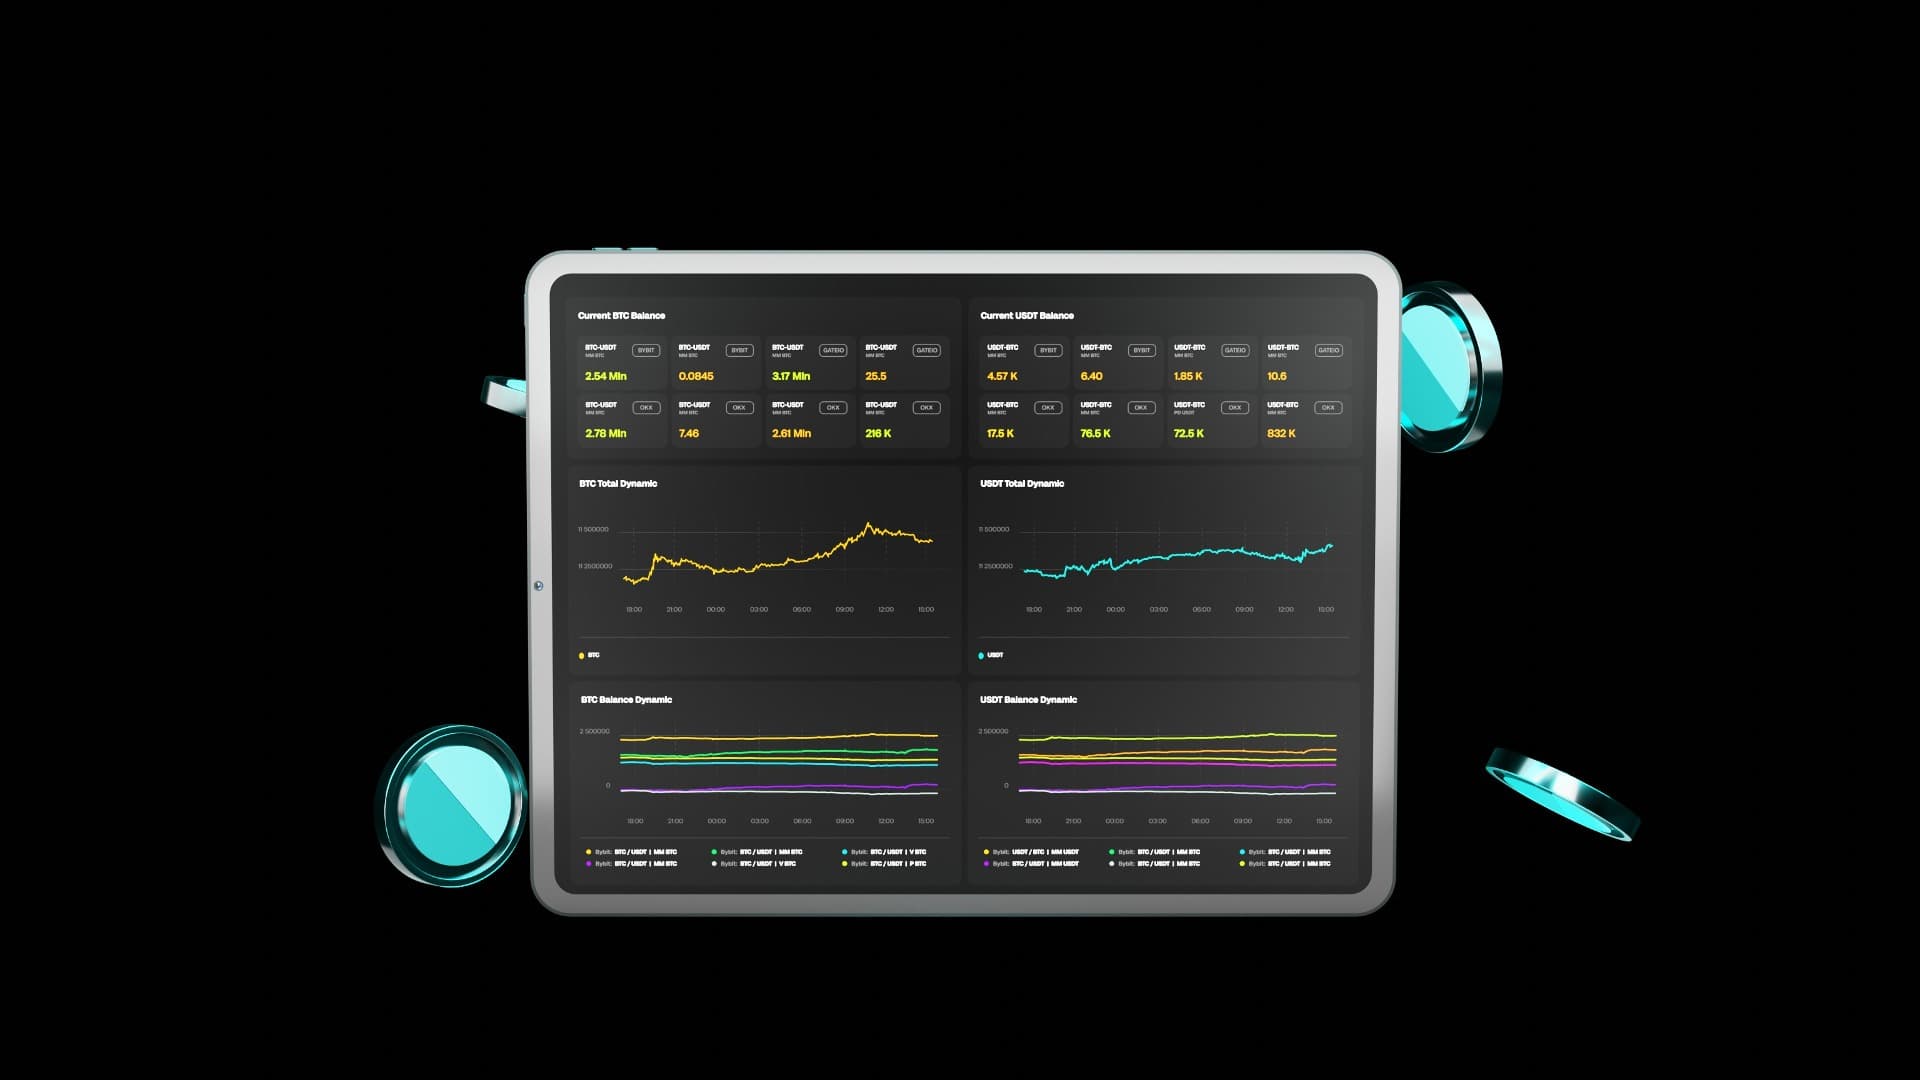 Current BTC Balance
BTC-USDT BYBIT BTC-USDT BYBIT BTC-USDT GATEIO BTC-USDT GATEIO
MM BTC MM BTC MM BTC MM BTC
2.54 Mln 0.0845 3.17 Mln 25.5
BTC-USDT OKX BTC-USDT OKX BTC-USDT OKX BTC-USDT OKX
MM BTC MM BTC MM BTC MM BTC
2.78 Mln 7.46 2.61 Mln 216 K
Current USDT Balance
USDT-BTC BYBIT USDT-BTC BYBIT USDT-BTC GATEIO USDT-BTC GATEIO
MM BTC MM BTC MM BTC MM BTC
4.57 K 6.40 1.85 K 10.6
USDT-BTC OKX USDT-BTC OKX USDT-BTC OKX USDT-BTC OKX
MM BTC MM BTC PD USDT MM BTC
17.5 K 76.5 K 72.5 K 832 K
BTC Total Dynamic
11 500000
11 2500000
18:00 21:00 00:00 03:00 06:00 09:00 12:00 15:00
BTC
USDT Total Dynamic
11 500000
11 2500000
18:00 21:00 00:00 03:00 06:00 09:00 12:00 15:00
USDT
BTC Balance Dynamic
2 500000
0
18:00 21:00 00:00 03:00 06:00 09:00 12:00 15:00
Bybit: BTC / USDT | MM BTC Bybit: BTC / USDT | MM BTC Bybit: BTC / USDT | V BTC
Bybit: BTC / USDT | MM BTC Bybit: BTC / USDT | V BTC Bybit: BTC / USDT | P BTC
USDT Balance Dynamic
2 500000
0
18:00 21:00 00:00 03:00 06:00 09:00 12:00 15:00
Bybit: USDT / BTC | MM USDT Bybit: BTC / USDT | MM BTC Bybit: BTC / USDT | MM BTC
Bybit: BTC / USDT | MM USDT Bybit: BTC / USDT | MM BTC Bybit: BTC / USDT | MM BTC